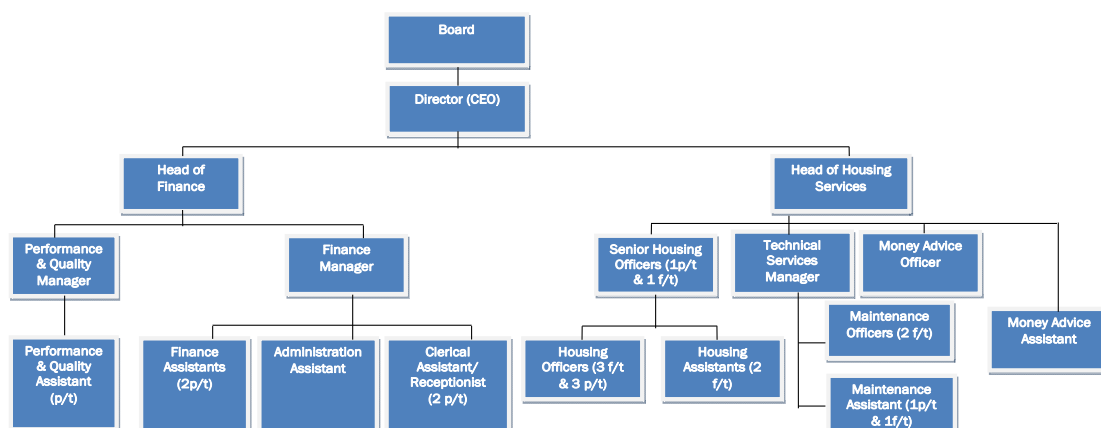 Board
Director (CEO)
Head of
Finance
Head of Housing
Services
Performance
& Quality
Manager
Finance
Manager
Senior Housing
Officers (1p/t
& 1 f/t)
Technical
Services
Manager
Money Advice
Officer
Maintenance
Officers (2 f/t)
Money Advice
Assistant
Performance
& Quality
Assistant
(p/t)
Finance
Assistants
(2p/t)
Administration
Assistant
Clerical
Assistant/
Receptionist
(2 p/t)
Housing
Officers (3 f/t
& 3 p/t)
Housing
Assistants (2
f/t)
Maintenance
Assistant (1p/t
& 1f/t)